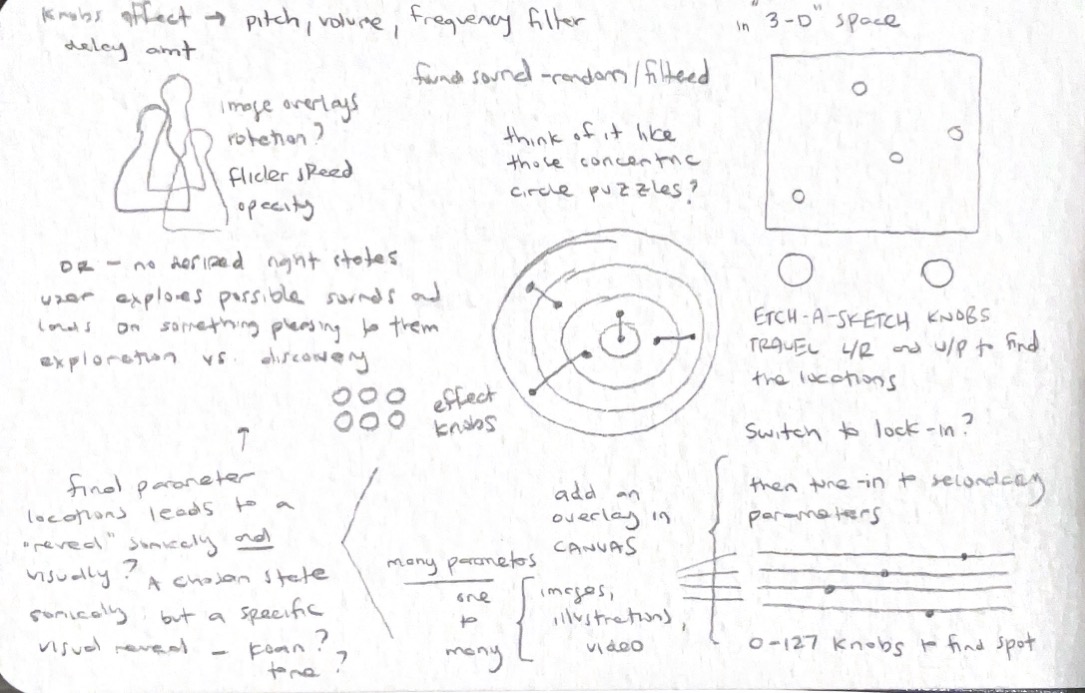 Knobs effect → pitch, volume, frequency filter
delay amt
image overlays
rotation?
flicker speed
opacity
found sound - random/filtered
think of it like
those concentric
circle puzzles?
in "3-D" space
OR - no desired right states
user explores possible sounds and
lands on something pleasing to them
exploration vs. discovery
effect
knobs
ETCH-A-SKETCH KNOBS
TRAVEL L/R and U/P to find
the locations
Switch to lock-in?
↑
final parameter
locations leads to a
"reveal" sonically and
visually? A chosen state
sonically but a specific
visual reveal - koan?
tone?
many parameters
one
to
many
add an
overlay in
CANVAS
images,
illustrations,
video
then tune-in to secondary
parameters
0-127 knobs to find spot